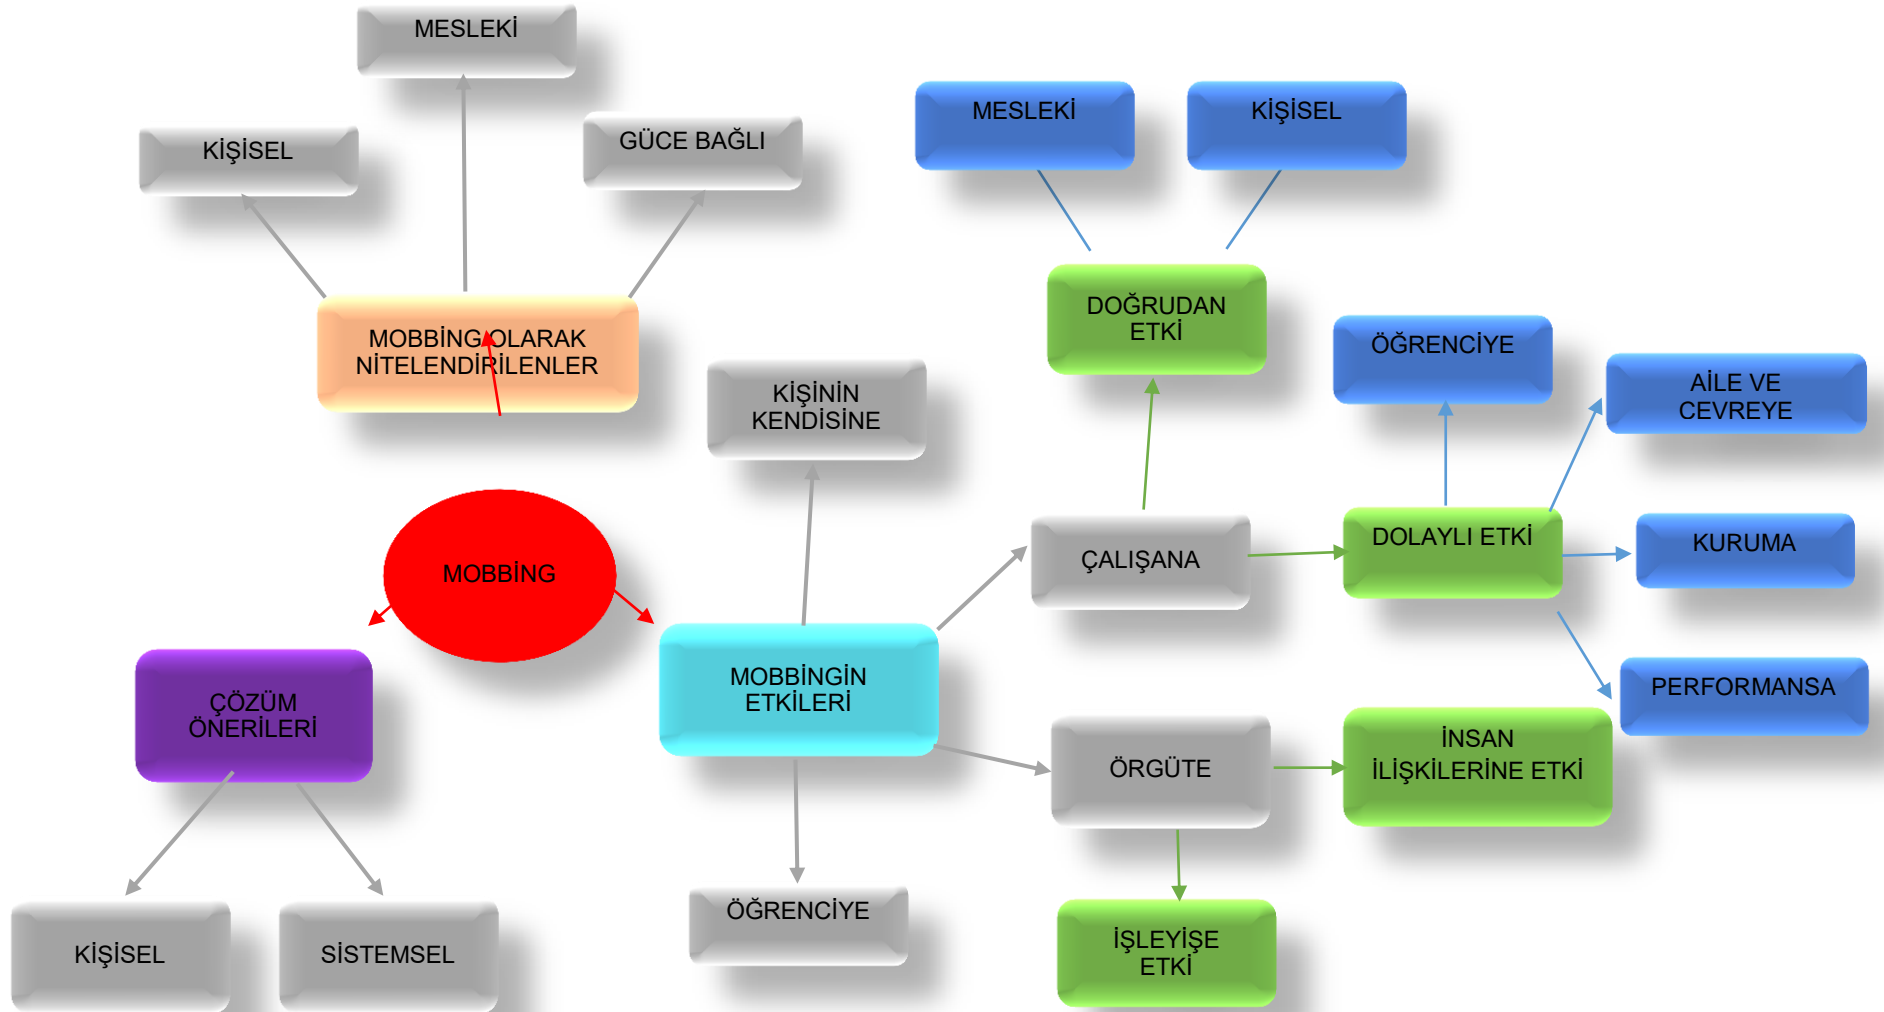 MESLEKİ
KİŞİSEL
GÜCE BAĞLI
MOBBİNG OLARAK
NİTELENDİRİLENLER
MESLEKİ
KİŞİSEL
DOĞRUDAN
ETKİ
ÖĞRENCİYE
AİLE VE
CEVREYE
KİŞİNİN
KENDİSİNE
ÇALIŞANA
DOLAYLI ETKİ
KURUMA
MOBBİNG
PERFORMANSA
MOBBİNGİN
ETKİLERİ
ÇÖZÜM
ÖNERİLERİ
ÖRGÜTE
İNSAN
İLİŞKİLERİNE ETKİ
ÖĞRENCİYE
İŞLEYİŞE
ETKİ
KİŞİSEL
SİSTEMSEL